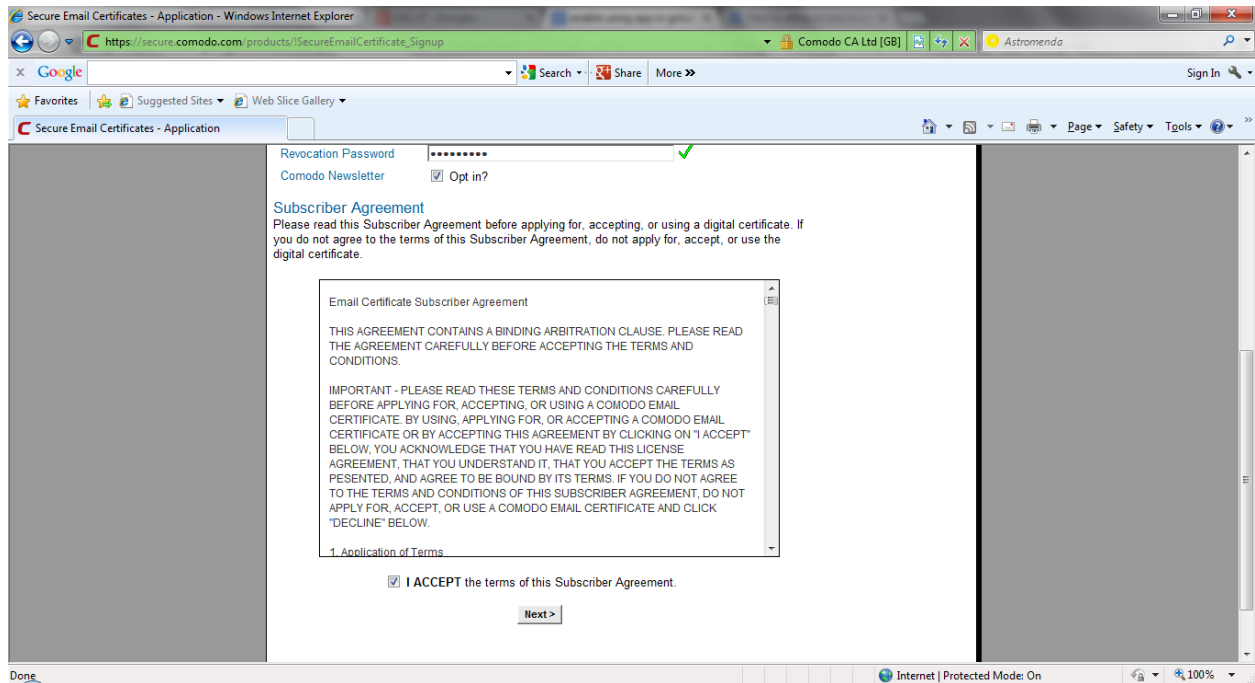 Secure Email Certificates - Application - Windows Internet Explorer
https://secure.comodo.com/products/!SecureEmailCertificate_Signup
Comodo CA Ltd [GB]
Astromenda
x Google
Search
Share
More »
Sign In
Favorites
Suggested Sites
Web Slice Gallery
Secure Email Certificates - Application
Page
Safety
Tools
»
Revocation Password •••••••••
Comodo Newsletter Opt in?
Subscriber Agreement
Please read this Subscriber Agreement before applying for, accepting, or using a digital certificate. If
you do not agree to the terms of this Subscriber Agreement, do not apply for, accept, or use the
digital certificate.
Email Certificate Subscriber Agreement
THIS AGREEMENT CONTAINS A BINDING ARBITRATION CLAUSE. PLEASE READ
THE AGREEMENT CAREFULLY BEFORE ACCEPTING THE TERMS AND
CONDITIONS.
IMPORTANT - PLEASE READ THESE TERMS AND CONDITIONS CAREFULLY
BEFORE APPLYING FOR, ACCEPTING, OR USING A COMODO EMAIL
CERTIFICATE. BY USING, APPLYING FOR, OR ACCEPTING A COMODO EMAIL
CERTIFICATE OR BY ACCEPTING THIS AGREEMENT BY CLICKING ON "I ACCEPT"
BELOW, YOU ACKNOWLEDGE THAT YOU HAVE READ THIS LICENSE
AGREEMENT, THAT YOU UNDERSTAND IT, THAT YOU ACCEPT THE TERMS AS
PESENTED, AND AGREE TO BE BOUND BY ITS TERMS. IF YOU DO NOT AGREE
TO THE TERMS AND CONDITIONS OF THIS SUBSCRIBER AGREEMENT, DO NOT
APPLY FOR, ACCEPT, OR USE A COMODO EMAIL CERTIFICATE AND CLICK
"DECLINE" BELOW.
1. Application of Terms
I ACCEPT the terms of this Subscriber Agreement.
Next >
Done
Internet | Protected Mode: On
100%